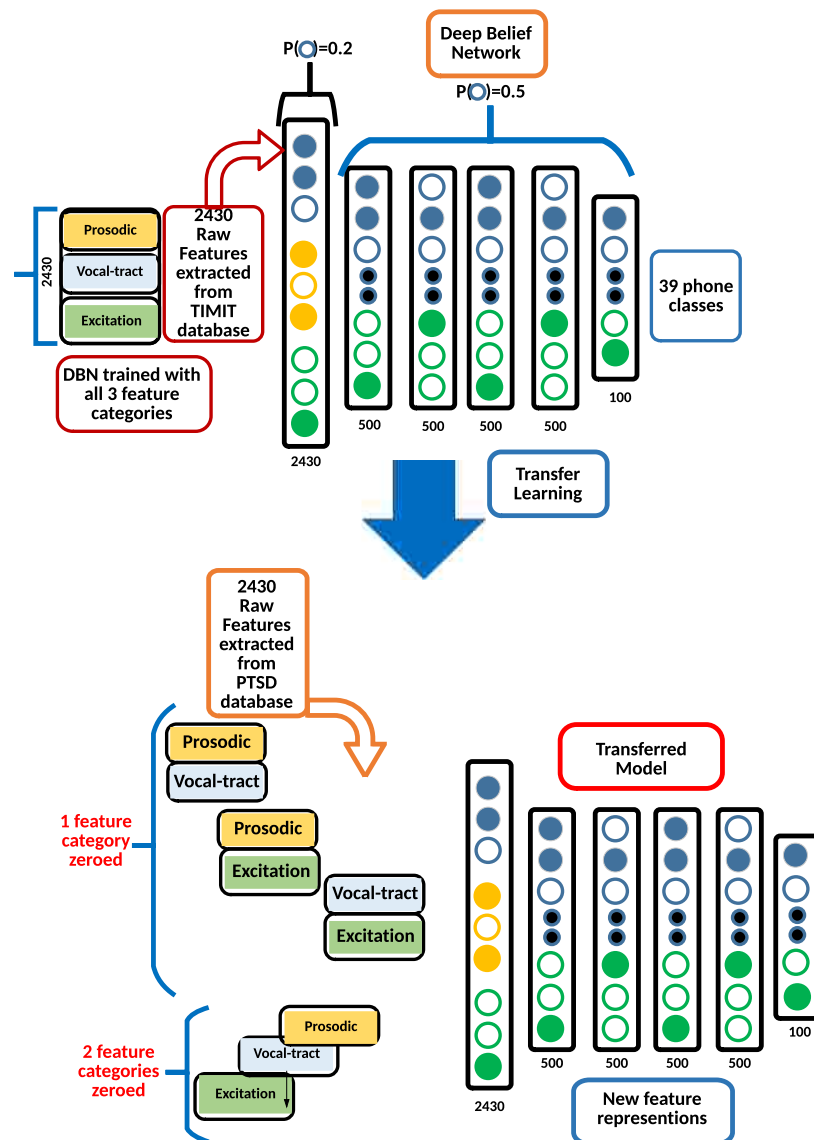 Deep Belief
Network
P( )=0.2
P( )=0.5
2430
Prosodic
Vocal-tract
Excitation
2430
Raw
Features
extracted
from
TIMIT
database
DBN trained with
all 3 feature
categories
39 phone
classes
2430
500
500
500
500
100
Transfer
Learning
2430
Raw
Features
extracted
from
PTSD
database
1 feature
category
zeroed
Prosodic
Vocal-tract
Prosodic
Excitation
Vocal-tract
Excitation
2 feature
categories
zeroed
Prosodic
Vocal-tract
Excitation
Transferred
Model
2430
500
500
500
500
100
New feature
represention​s